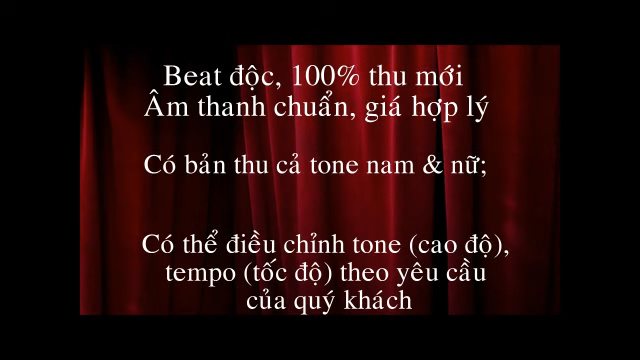 Beat độc, 100% thu mới
Âm thanh chuẩn, giá hợp lý
Có bản thu cả tone nam & nữ;
Có thể điều chỉnh tone (cao độ),
tempo (tốc độ) theo yêu cầu
của quý khách